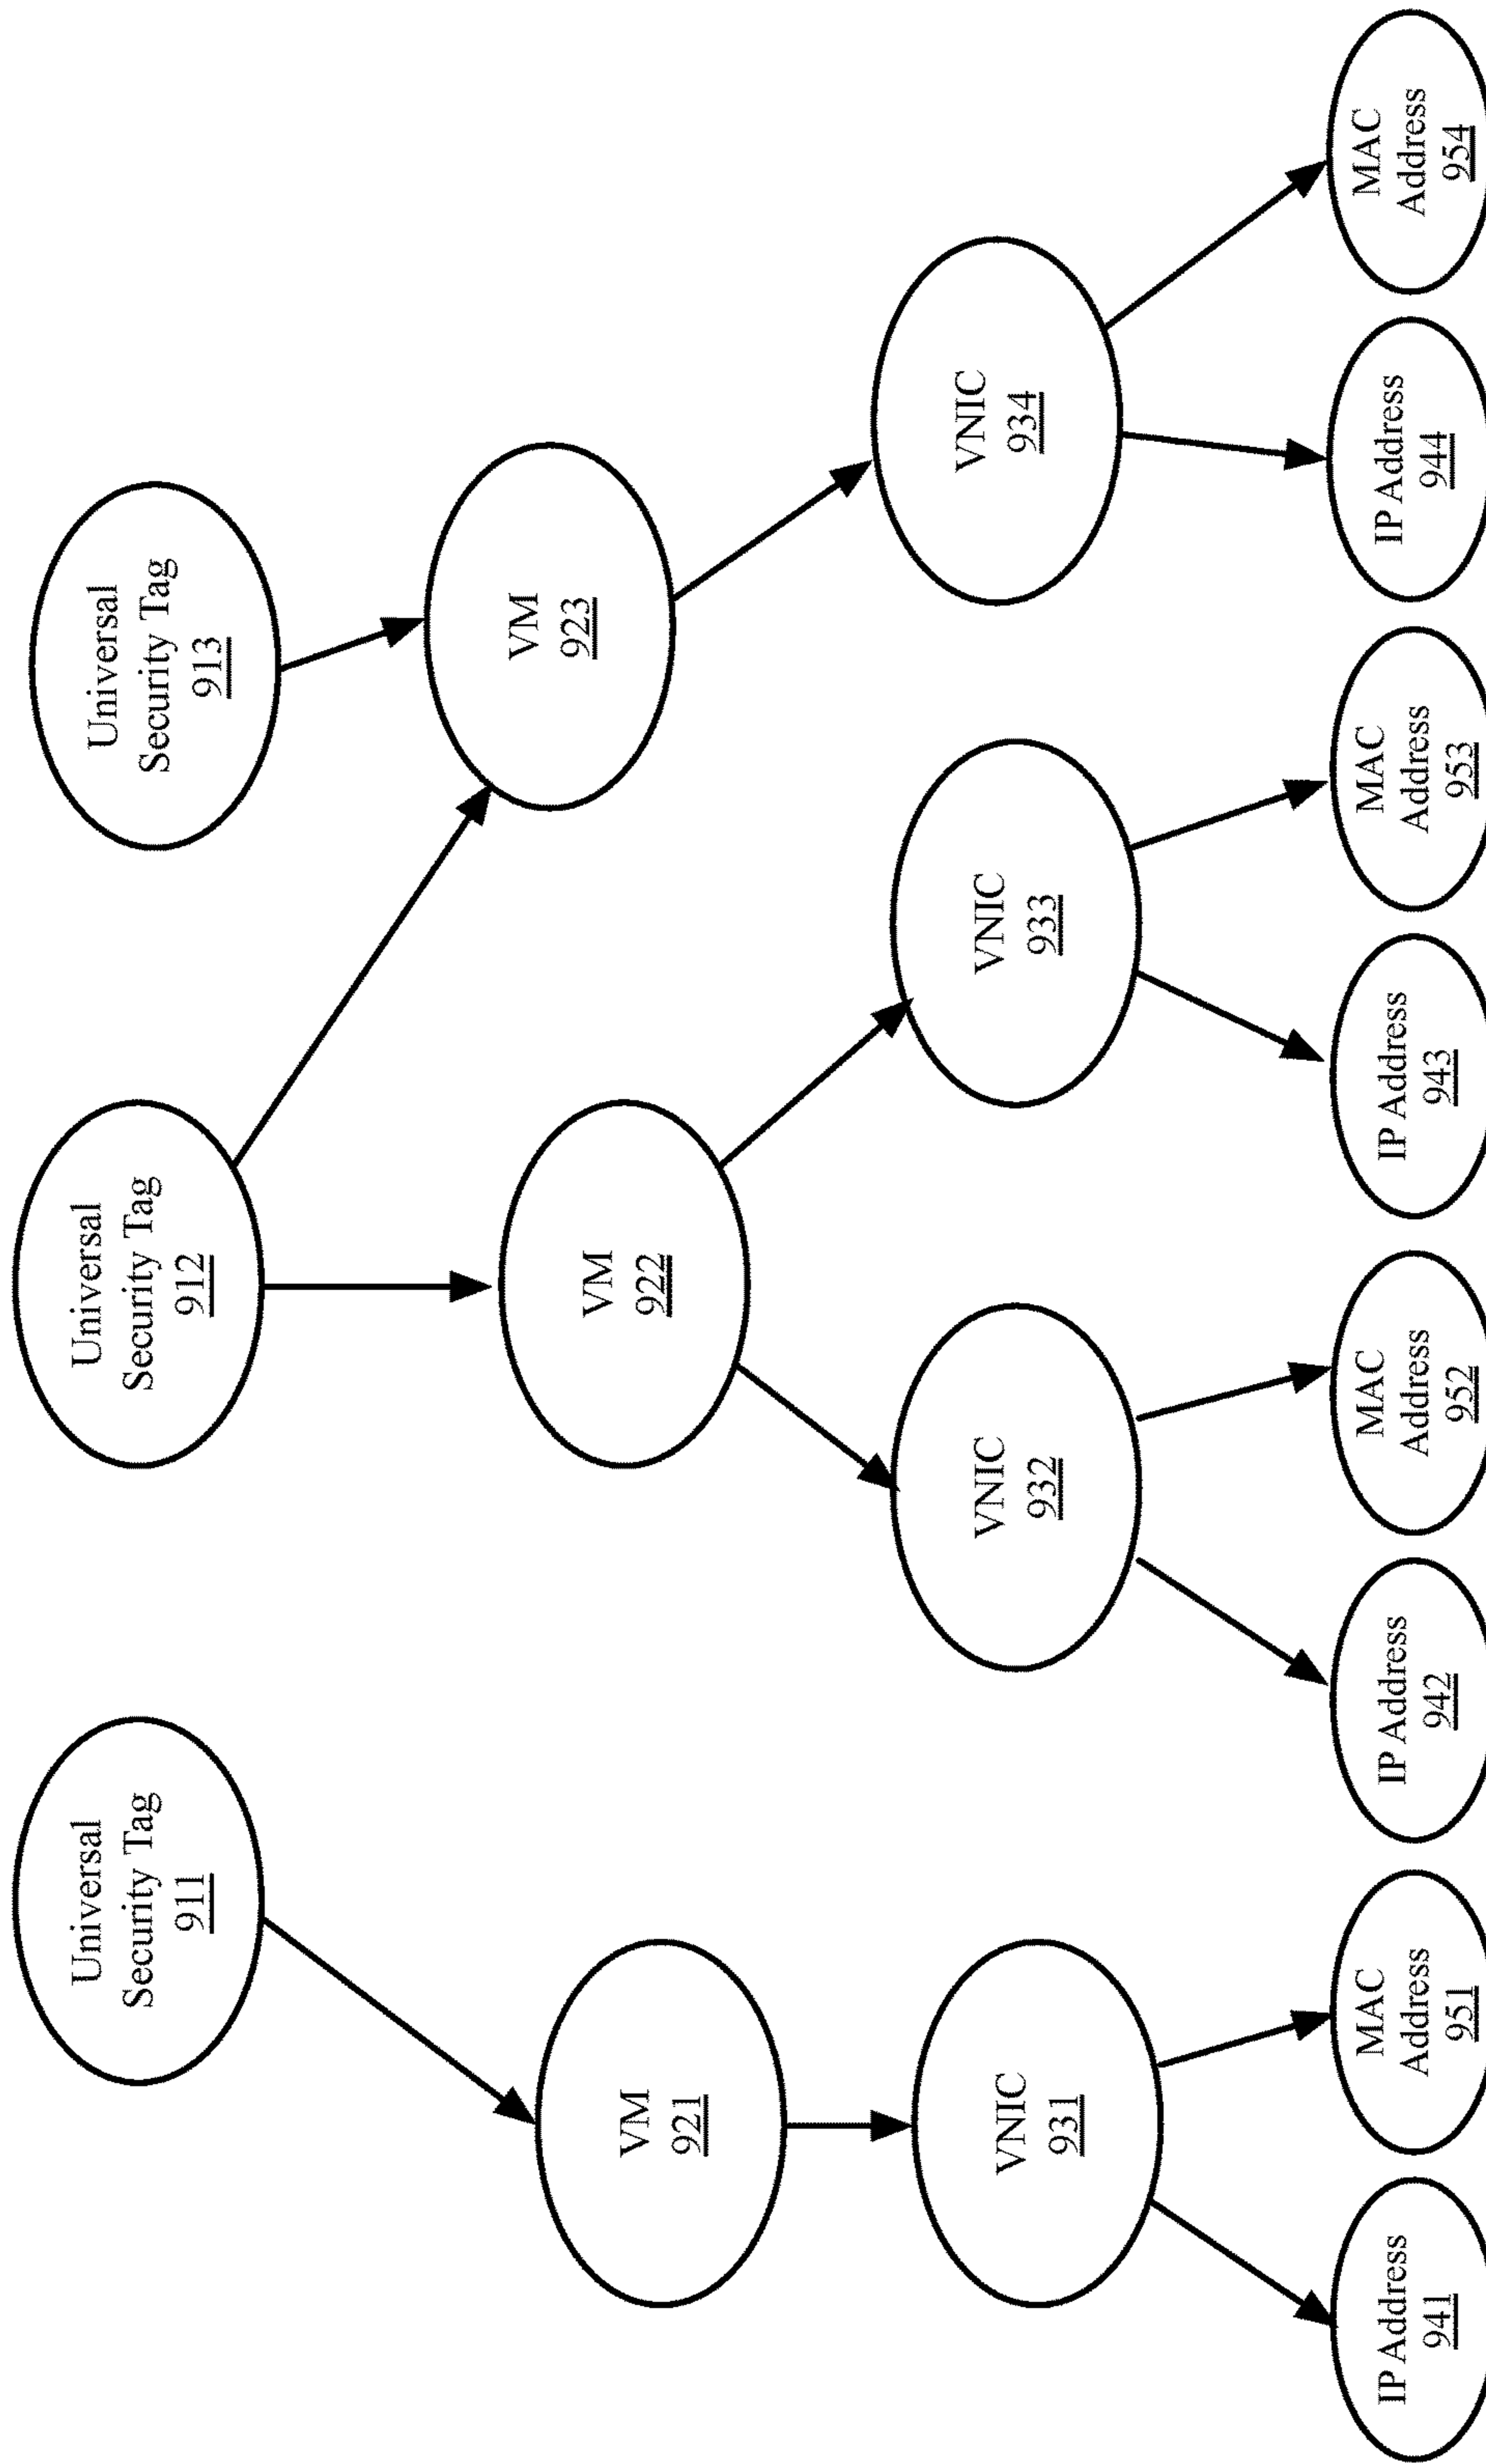 Universal
Security Tag
911
Universal
Security Tag
912
Universal
Security Tag
913
VM
921
VM
922
VM
923
VNIC
931
VNIC
932
VNIC
933
VNIC
934
IP Address
941
MAC
Address
951
IP Address
942
MAC
Address
952
IP Address
943
MAC
Address
953
IP Address
944
MAC
Address
954